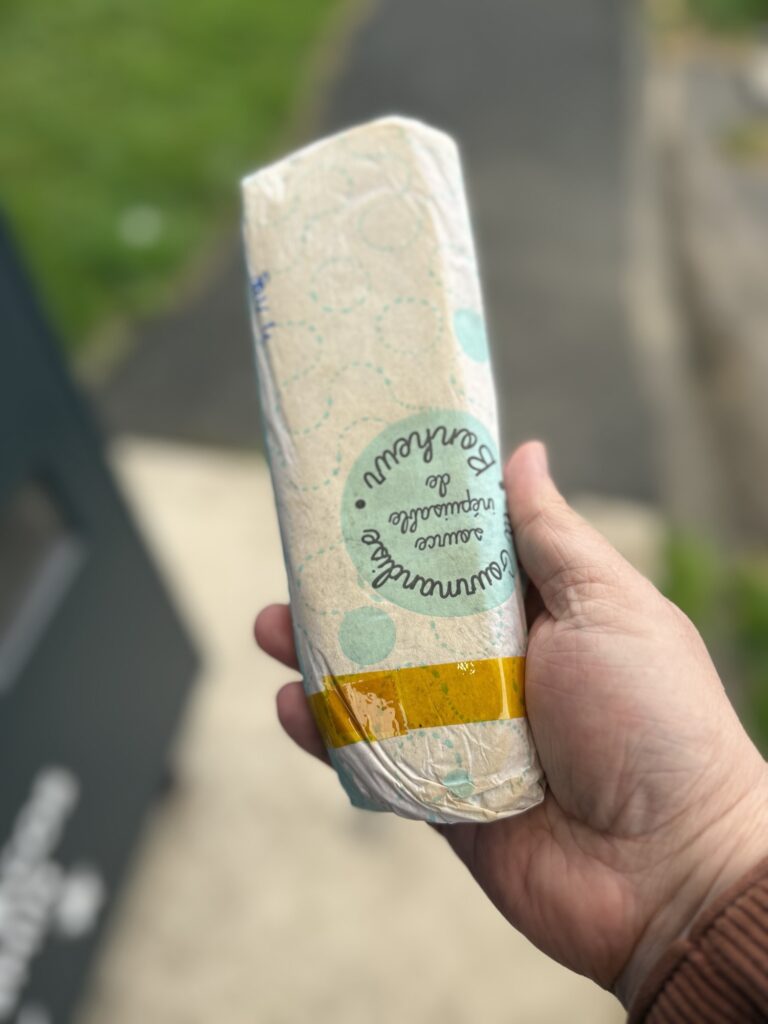 Gourmandise
source
inépuisable
de
Bonheur